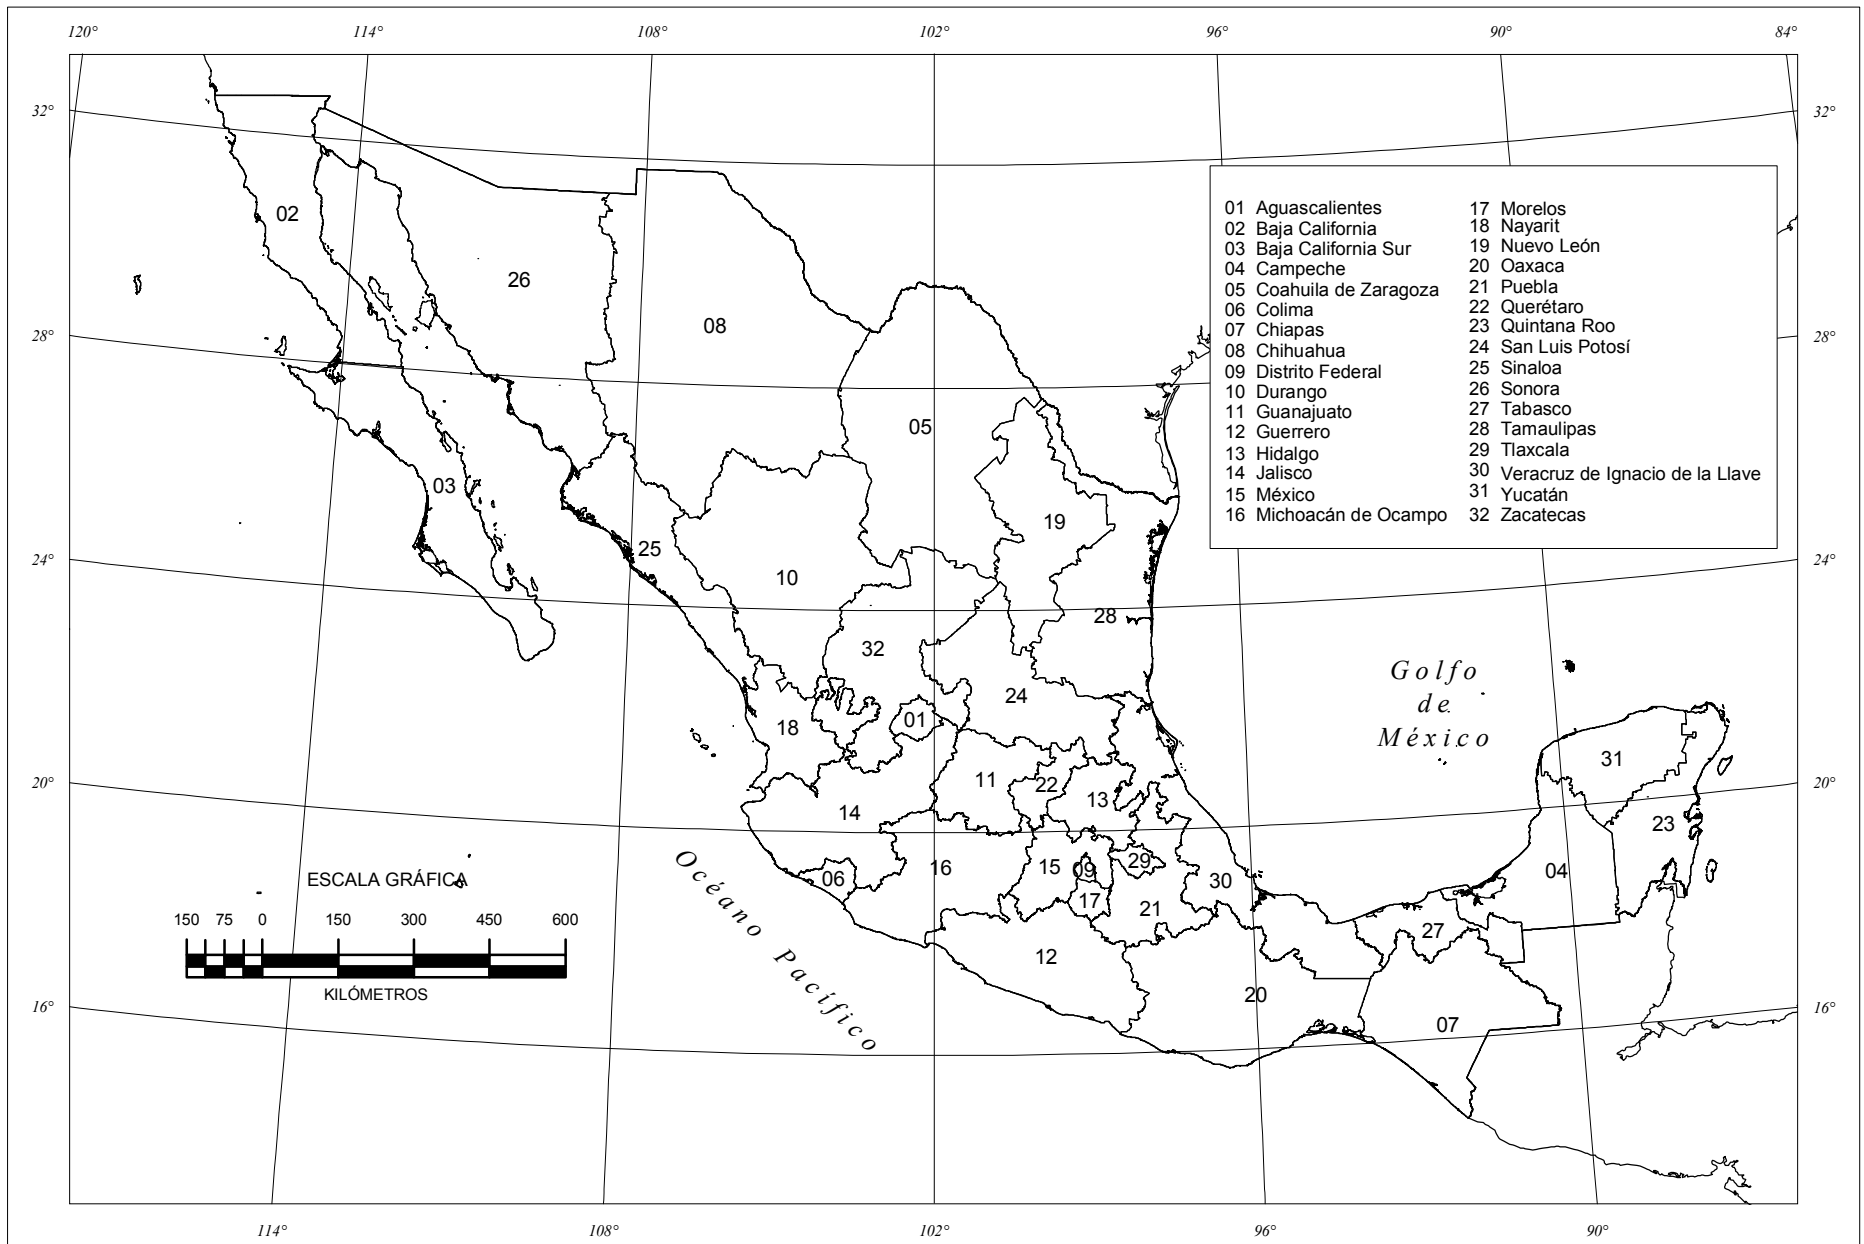 120°
114°
108°
102°
96°
90°
84°
32°
32°
28°
28°
24°
24°
20°
20°
16°
16°
01 Aguascalientes
02 Baja California
03 Baja California Sur
04 Campeche
05 Coahuila de Zaragoza
06 Colima
07 Chiapas
08 Chihuahua
09 Distrito Federal
10 Durango
11 Guanajuato
12 Guerrero
13 Hidalgo
14 Jalisco
15 México
16 Michoacán de Ocampo
17 Morelos
18 Nayarit
19 Nuevo León
20 Oaxaca
21 Puebla
22 Querétaro
23 Quintana Roo
24 San Luis Potosí
25 Sinaloa
26 Sonora
27 Tabasco
28 Tamaulipas
29 Tlaxcala
30 Veracruz de Ignacio de la Llave
31 Yucatán
32 Zacatecas
02
26
08
05
03
19
25
10
28
32
24
01
18
31
11
22
13
14
23
16
15
09
29
06
30
04
17
21
27
12
20
07
Golfo
de
México
Océano Pacífico
ESCALA GRÁFICA
150 75 0 150 300 450 600
KILÓMETROS
114°
108°
102°
96°
90°